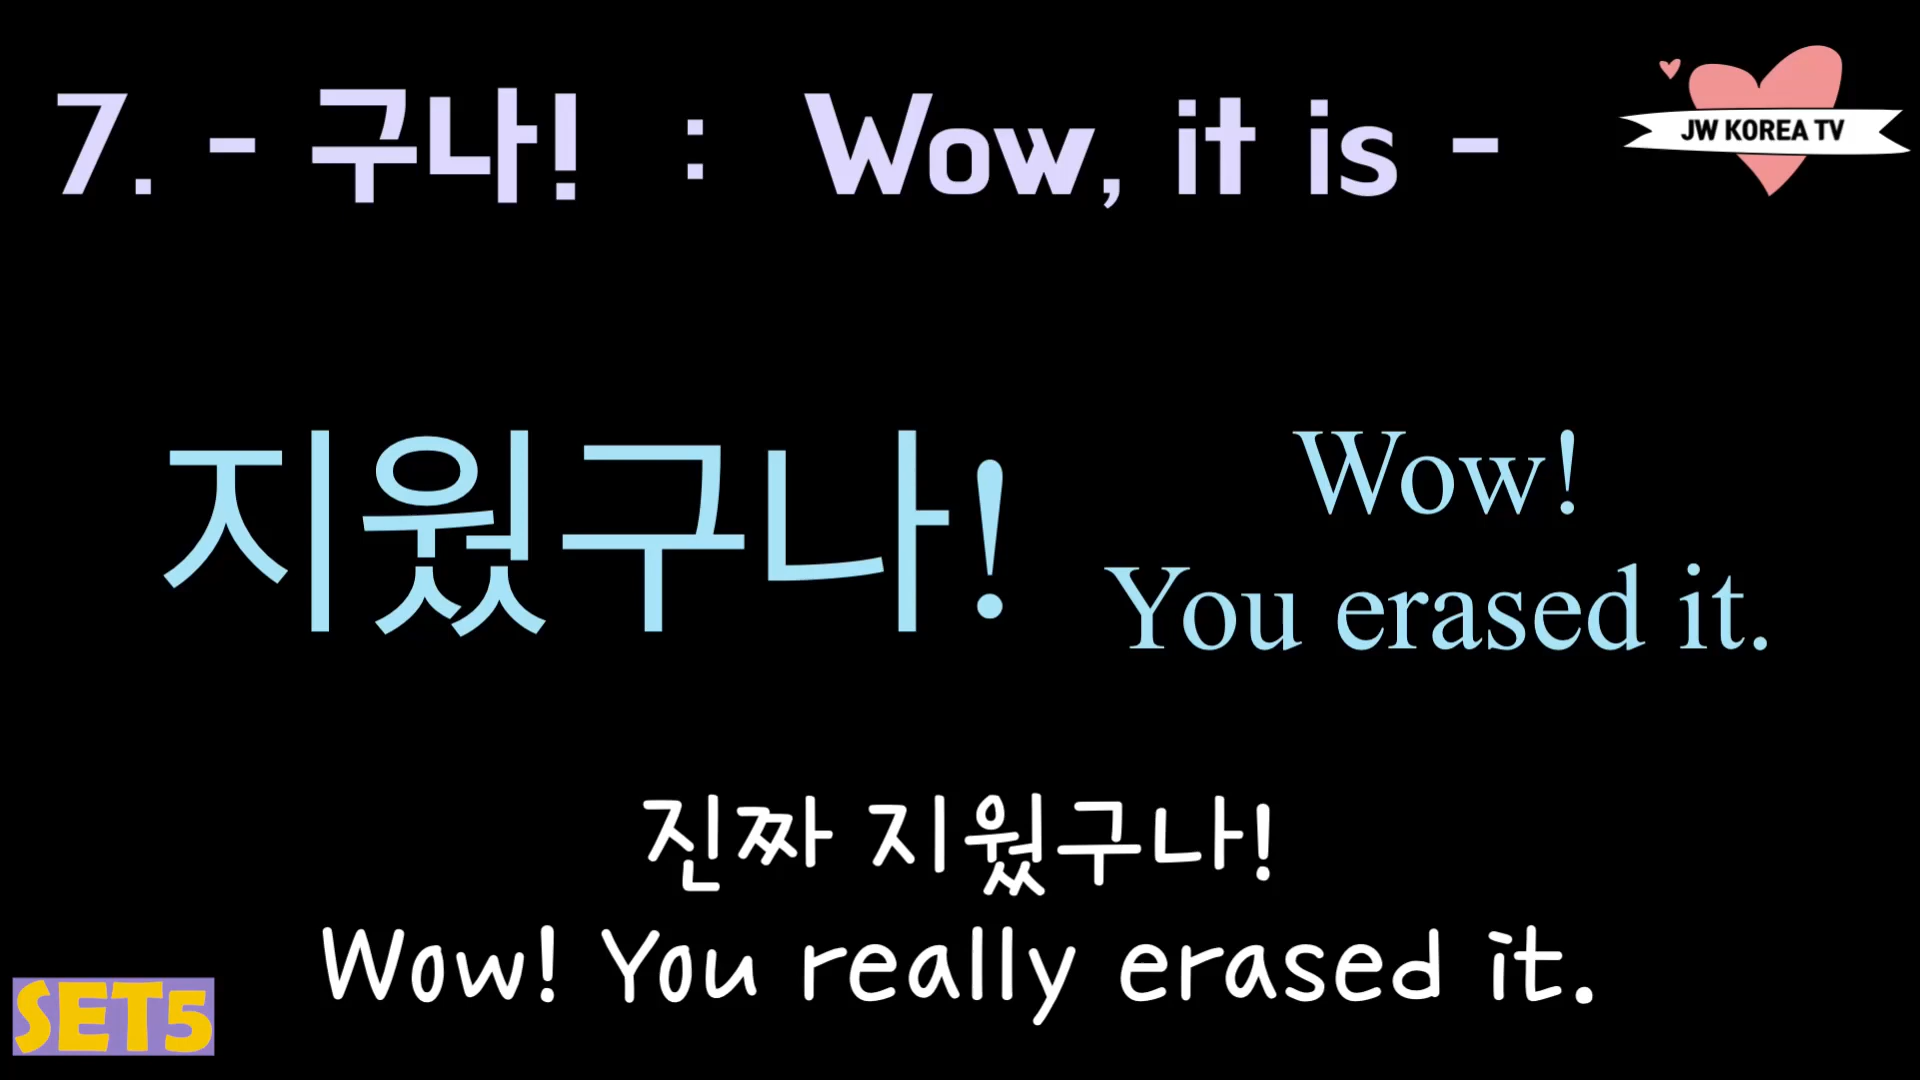 7. - 구나! : Wow, it is -
JW KOREA TV
지웠구나!
Wow!
You erased it.
진짜 지웠구나!
Wow! You really erased it.
SET5